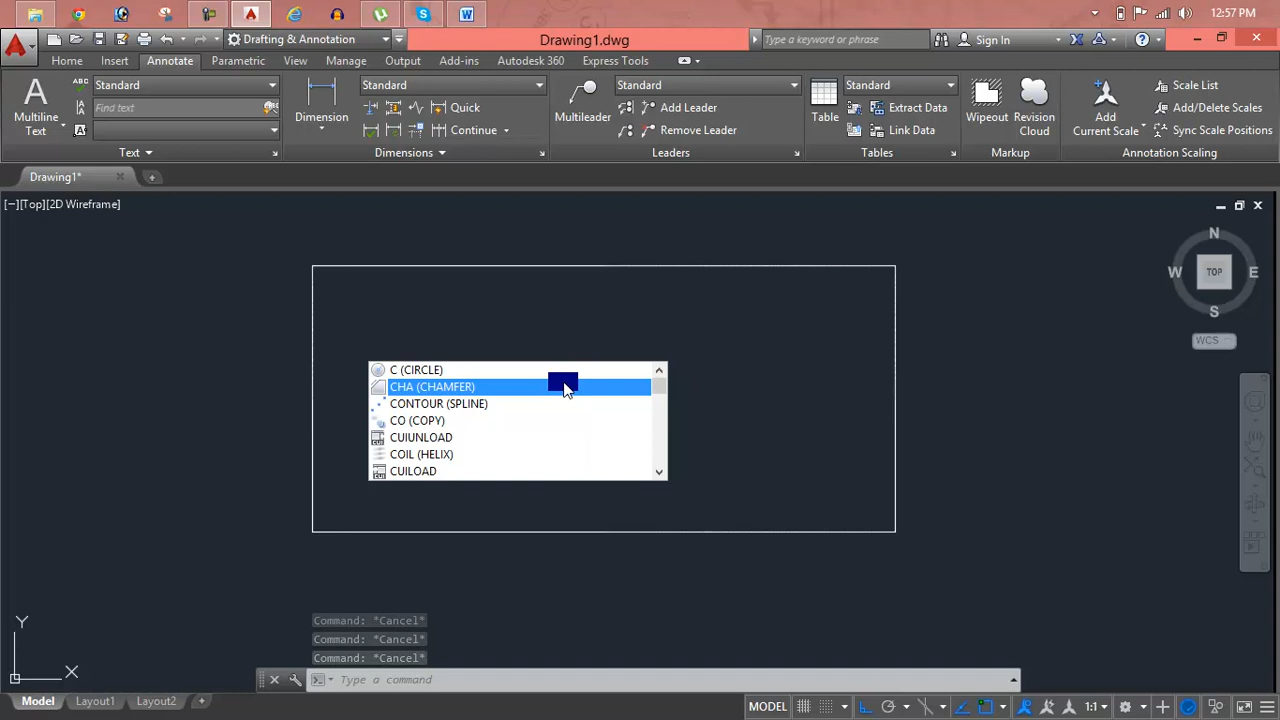 12:57 PM
Drafting & Annotation
Drawing1.dwg
Type a keyword or phrase
Sign In
Home
Insert
Annotate
Parametric
View
Manage
Output
Add-ins
Autodesk 360
Express Tools
Multiline
Text
ABC
Standard
Find text
Text
Dimension
Standard
Quick
Continue
Dimensions
Multileader
Standard
Add Leader
Remove Leader
Leaders
Table
Standard
Extract Data
Link Data
Tables
Wipeout
Revision
Cloud
Markup
Add
Current Scale
Scale List
Add/Delete Scales
Sync Scale Positions
Annotation Scaling
Drawing1*
[−][Top][2D Wireframe]
N
W
TOP
E
S
WCS
C (CIRCLE)
CHA (CHAMFER)
CONTOUR (SPLINE)
CO (COPY)
CUIUNLOAD
COIL (HELIX)
CUILOAD
Command: *Cancel*
Command: *Cancel*
Command: *Cancel*
Type a command
Y
X
Model
Layout1
Layout2
MODEL
1:1